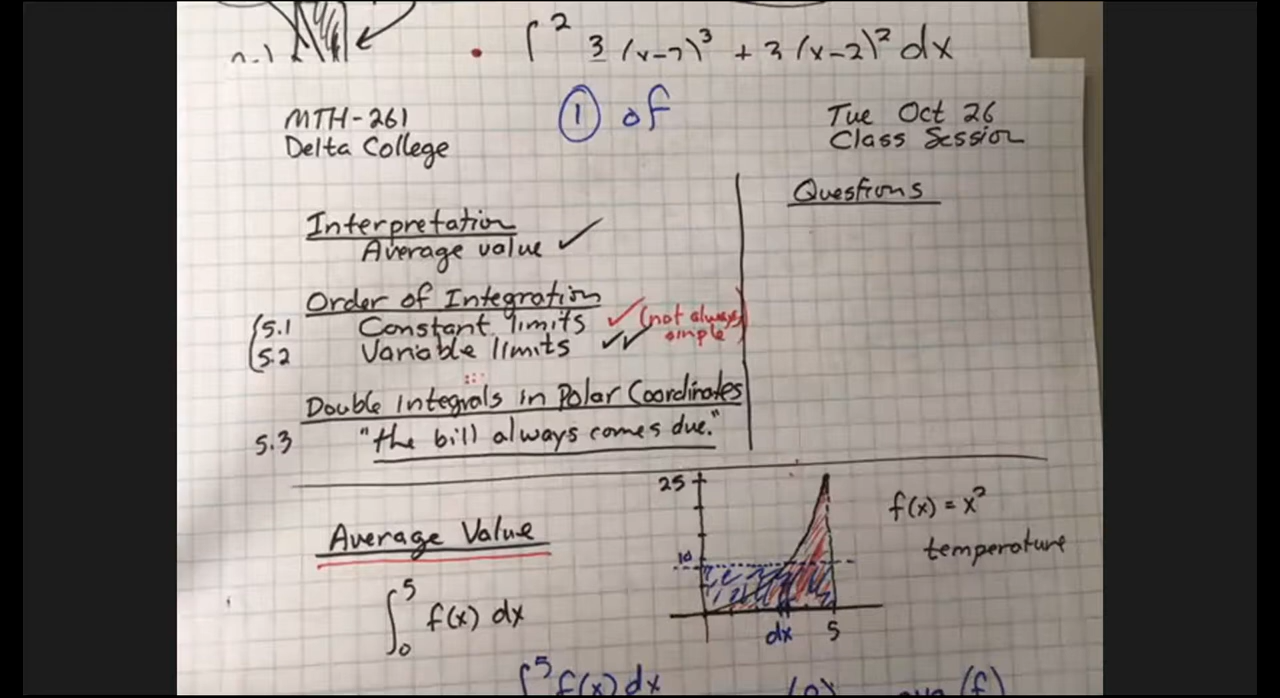 ∫² 3 (x-2)³ + 3 (x-2)² dx
MTH-261
Delta College
① of
Tue Oct 26
Class Session
Interpretation
Average value ✓
Order of Integration
5.1 Constant limits ✓ (not always simple)
5.2 Variable limits ✓✓
Double Integrals in Polar Coordinates
5.3 "the bill always comes due."
Questions
Average Value
∫₀⁵ f(x) dx
25
10
dx 5
f(x) = x²
temperature
∫⁵ f(x) dx
ave (f)